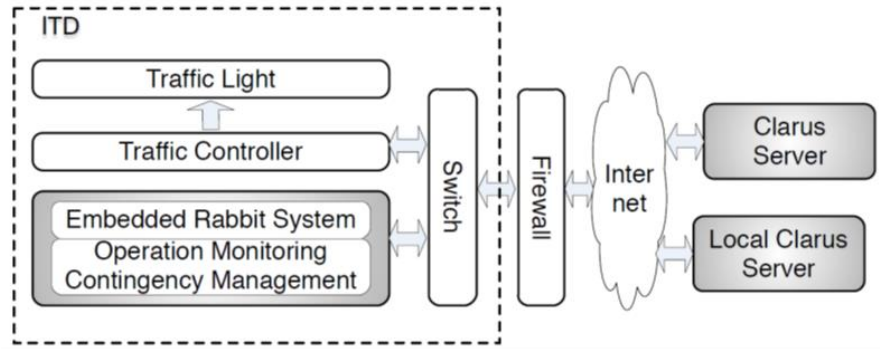 ITD
Traffic Light
Traffic Controller
Embedded Rabbit System
Operation Monitoring
Contingency Management
Switch
Firewall
Inter
net
Clarus
Server
Local Clarus
Server